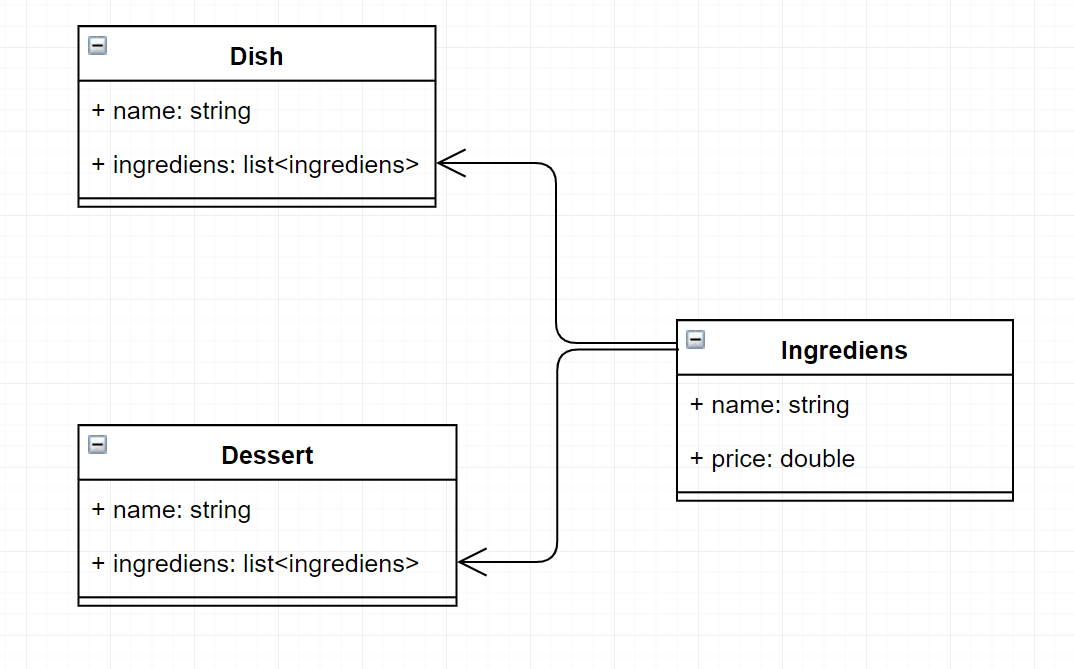 Dish
+ name: string
+ ingrediens: list<ingrediens>
Ingrediens
+ name: string
+ price: double
Dessert
+ name: string
+ ingrediens: list<ingrediens>